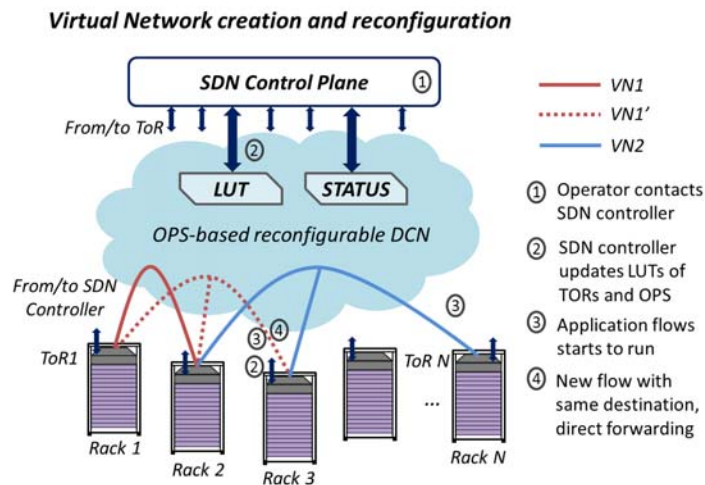 Virtual Network creation and reconfiguration
SDN Control Plane
1
From/to ToR
2
LUT
STATUS
OPS-based reconfigurable DCN
From/to SDN
Controller
ToR1
3
4
2
3
ToR N
...
Rack 1
Rack 2
Rack 3
Rack N
VN1
VN1'
VN2
1 Operator contacts
SDN controller
2 SDN controller
updates LUTs of
TORs and OPS
3 Application flows
starts to run
4 New flow with
same destination,
direct forwarding